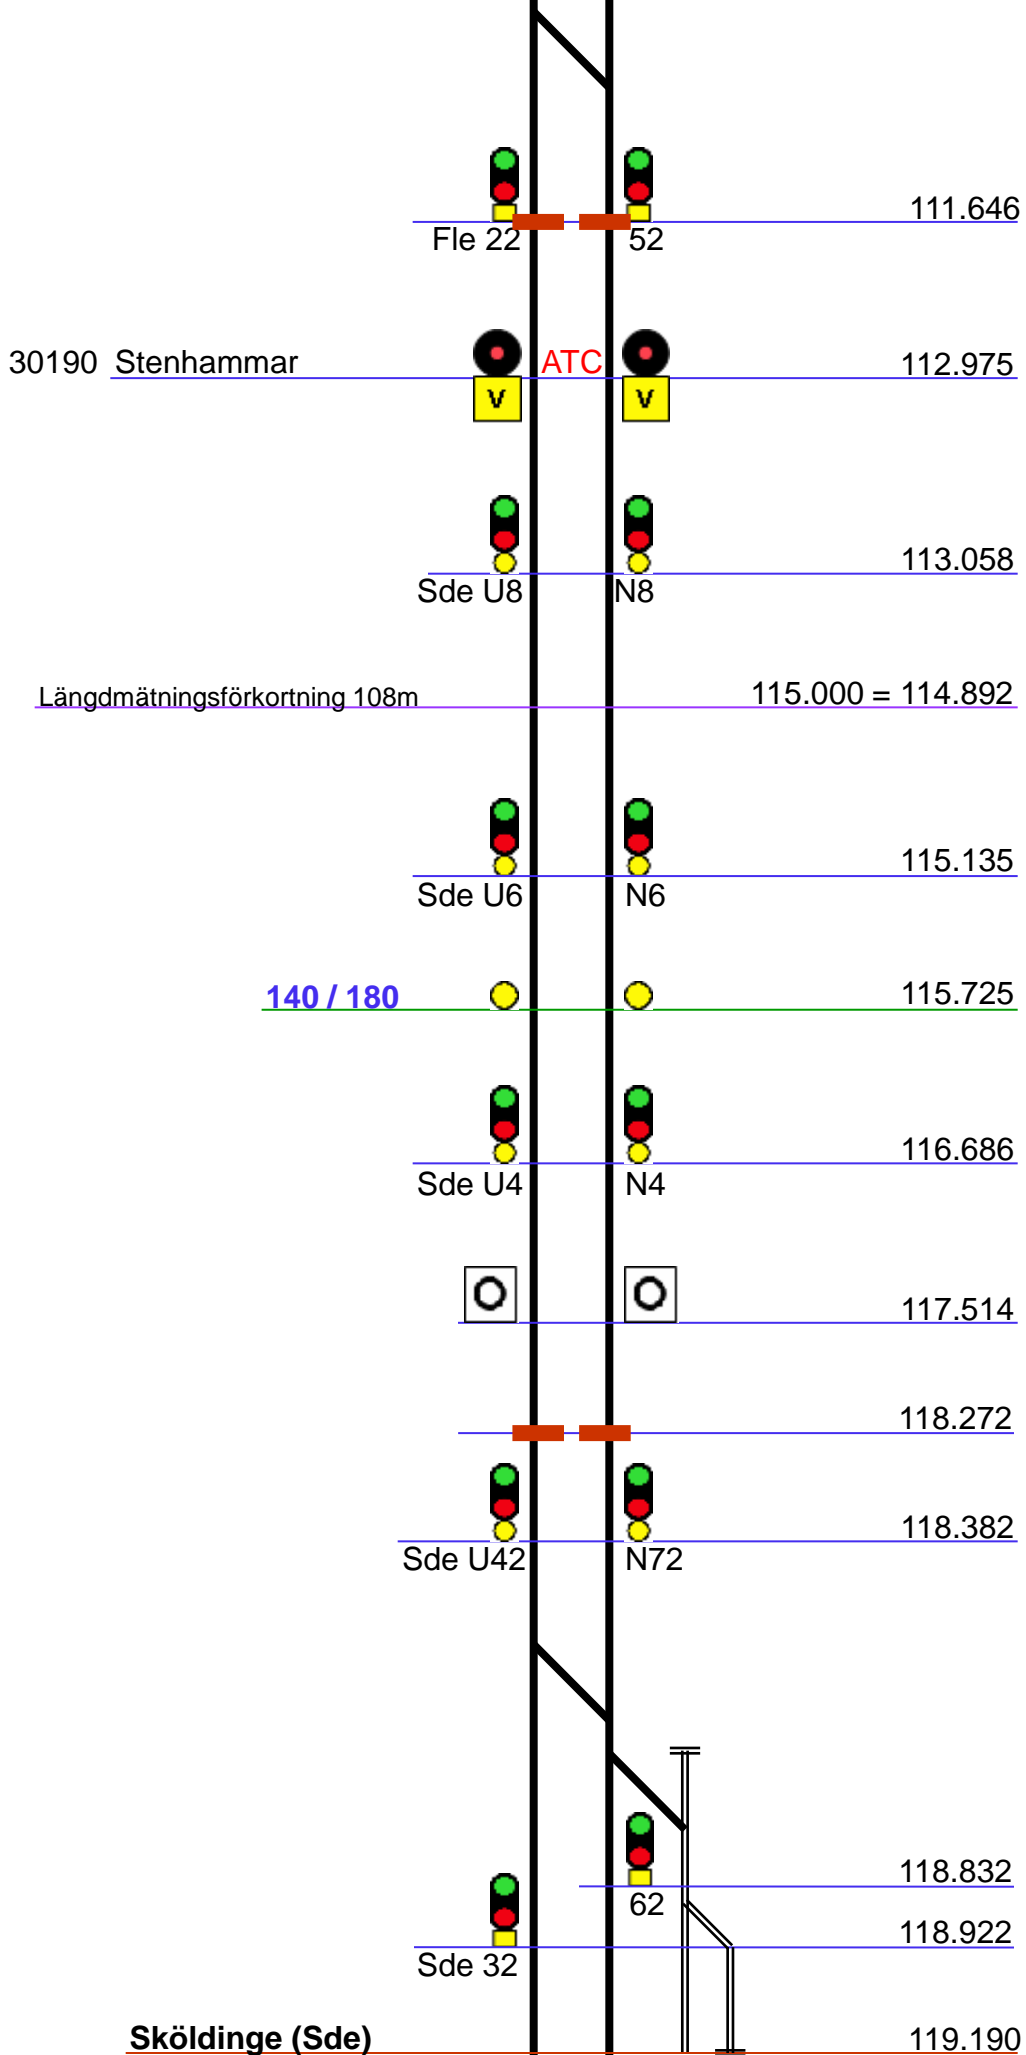 111.646
Fle 22 52
30190 Stenhammar ATC 112.975
V V
113.058
Sde U8 N8
Längdmätningsförkortning 108m 115.000 = 114.892
115.135
Sde U6 N6
140 / 180 115.725
116.686
Sde U4 N4
O O
117.514
118.272
118.382
Sde U42 N72
118.832
62
118.922
Sde 32
Sköldinge (Sde) 119.190